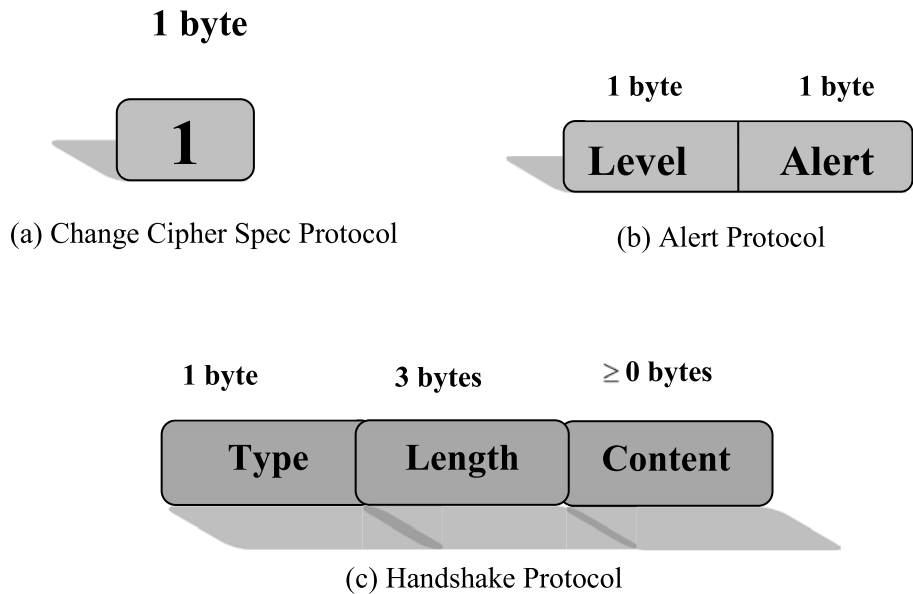 1 byte
1
(a) Change Cipher Spec Protocol
1 byte 1 byte
Level Alert
(b) Alert Protocol
1 byte 3 bytes ≥ 0 bytes
Type Length Content
(c) Handshake Protocol